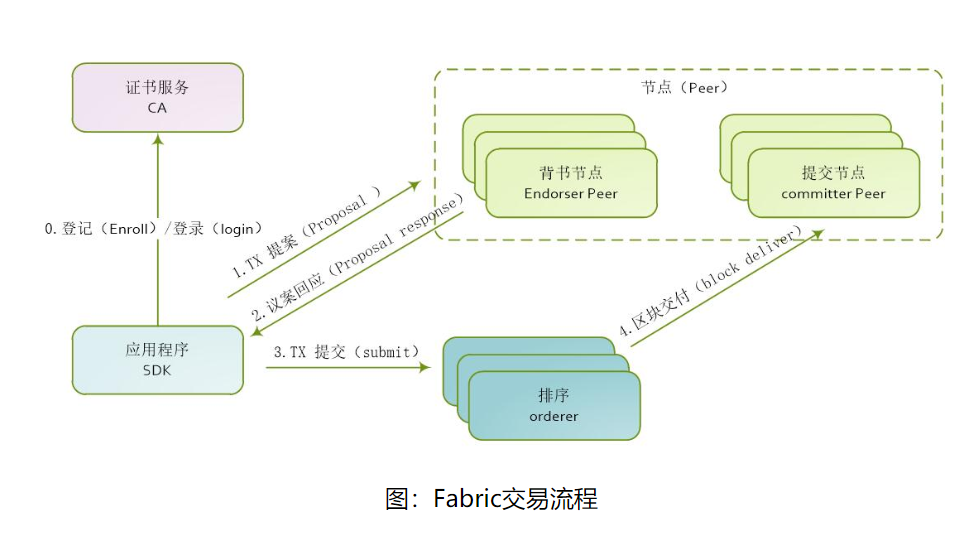 证书服务
CA
节点（Peer）
背书节点
Endorser Peer
提交节点
committer Peer
0.登记（Enroll）/登录（login）
1.TX 提案（Proposal ）
2.议案回应（Proposal response）
应用程序
SDK
3.TX 提交（submit）
4.区块交付（block deliver）
排序
orderer
图：Fabric交易流程